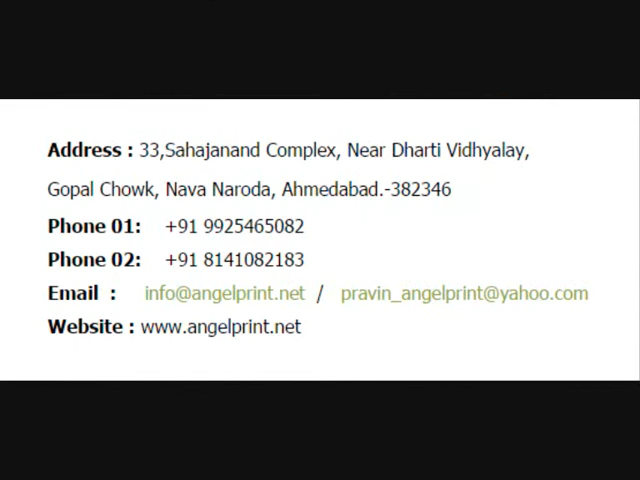 Address : 33,Sahajanand Complex, Near Dharti Vidhyalay,
Gopal Chowk, Nava Naroda, Ahmedabad.-382346
Phone 01: +91 9925465082
Phone 02: +91 8141082183
Email : info@angelprint.net / pravin_angelprint@yahoo.com
Website : www.angelprint.net